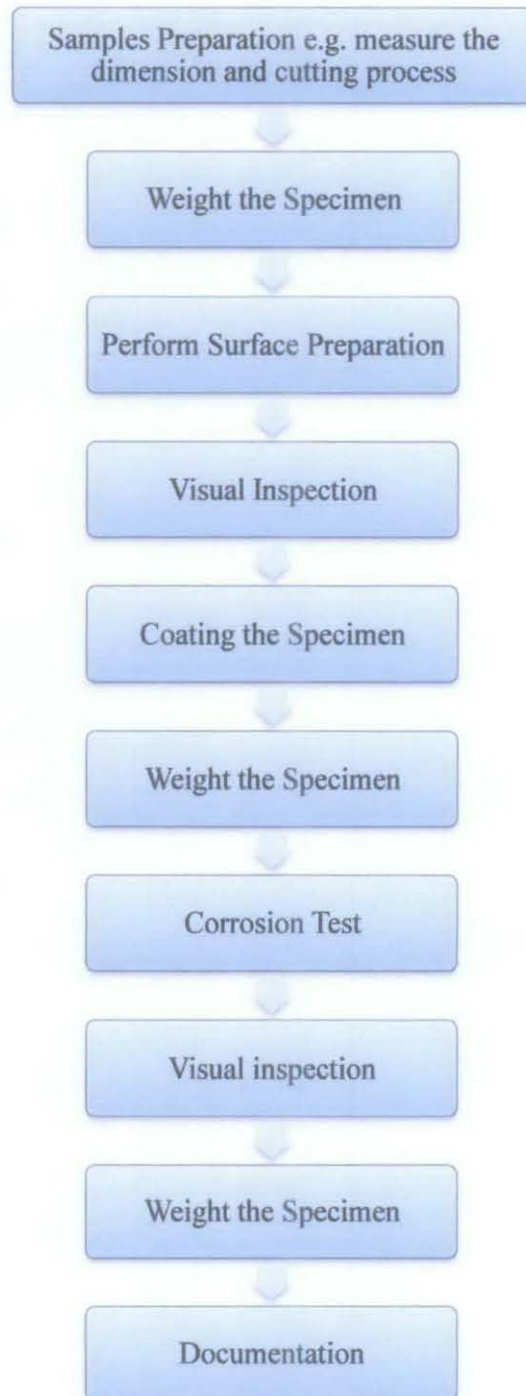 Samples Preparation e.g. measure the
dimension and cutting process
Weight the Specimen
Perform Surface Preparation
Visual Inspection
Coating the Specimen
Weight the Specimen
Corrosion Test
Visual inspection
Weight the Specimen
Documentation